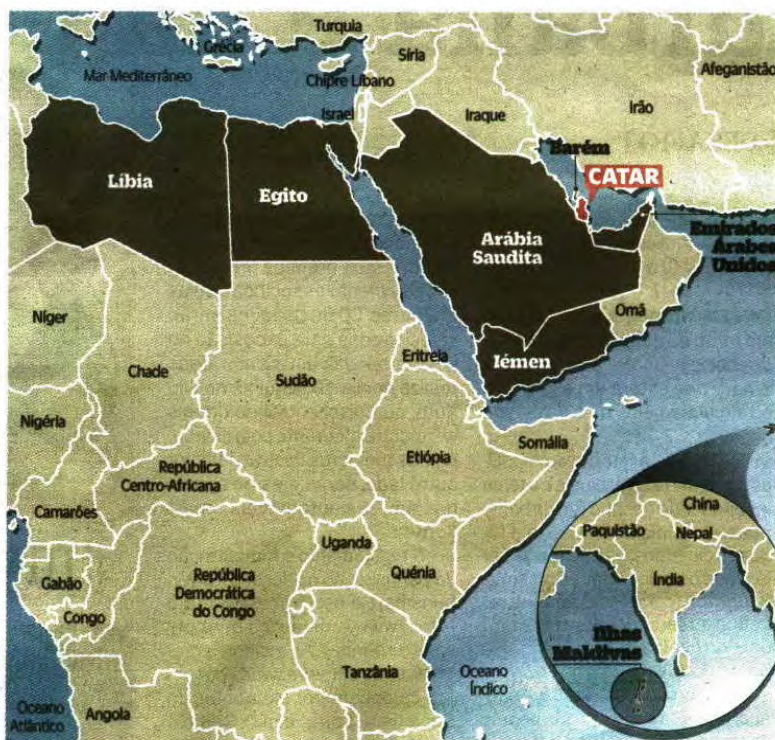 Turquia
Grécia
Mar Mediterrâneo
Chipre
Líbano
Síria
Israel
Iraque
Irão
Afeganistão
Barém
CATAR
Líbia
Egito
Arábia
Saudita
Emirados
Árabes
Unidos
Omã
Iémen
Níger
Chade
Sudão
Eritreia
Nigéria
Etlópia
Somália
República
Centro-Africana
Camarões
Uganda
Quénia
Gabão
Congo
República
Democrática
do Congo
Tanzânia
Oceano
Índico
Oceano
Atlântico
Angola
China
Paquistão
Nepal
Índia
Ilhas
Maldivas